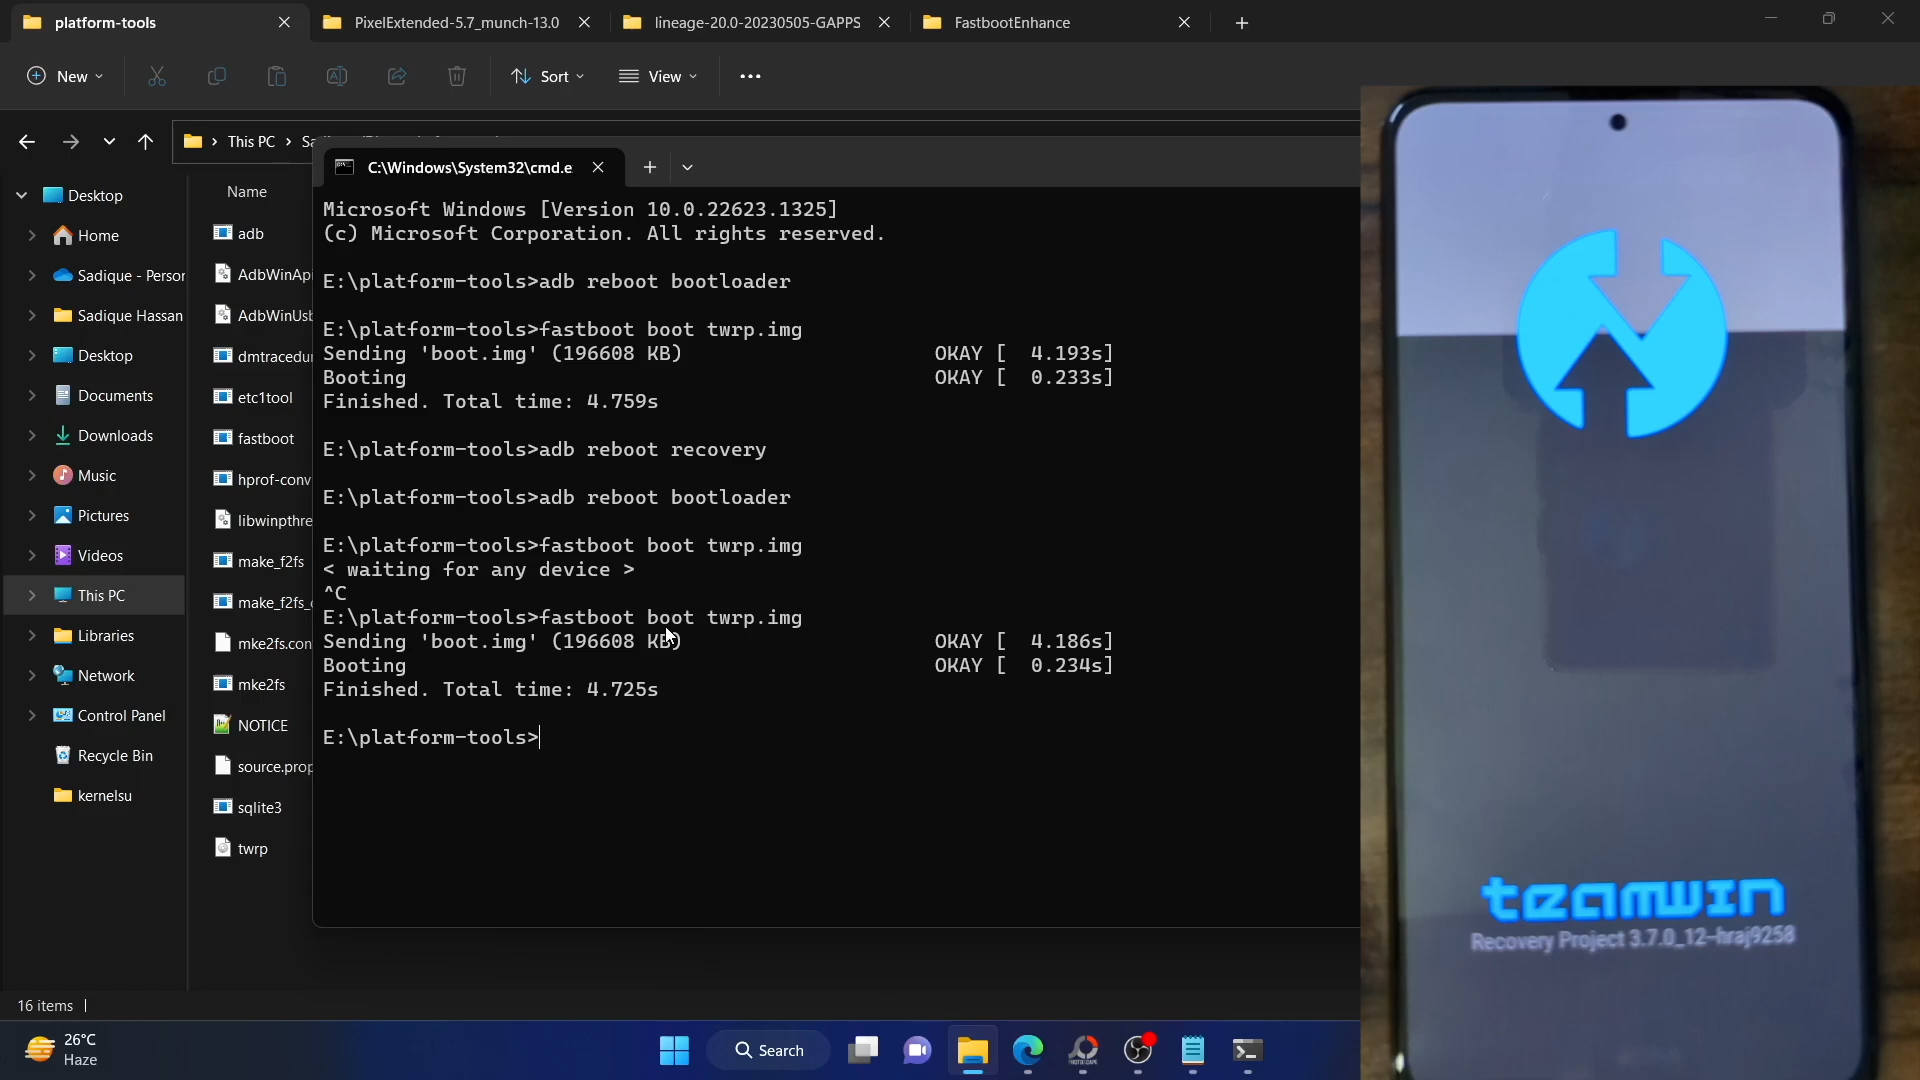 platform-tools
PixelExtended-5.7_munch-13.0
lineage-20.0-20230505-GAPPS
FastbootEnhance
New
Sort
View
This PC
C:\Windows\System32\cmd.e
Name
Desktop
Home
Sadique - Persor
Sadique Hassan
Desktop
Documents
Downloads
Music
Pictures
Videos
This PC
Libraries
Network
Control Panel
Recycle Bin
kernelsu
adb
AdbWinApi
AdbWinUsb
dmtracedu
etc1tool
fastboot
hprof-conv
libwinpthre
make_f2fs
make_f2fs_
mke2fs.con
mke2fs
NOTICE
source.prop
sqlite3
twrp
Microsoft Windows [Version 10.0.22623.1325]
(c) Microsoft Corporation. All rights reserved.
E:\platform-tools>adb reboot bootloader
E:\platform-tools>fastboot boot twrp.img
Sending 'boot.img' (196608 KB) OKAY [ 4.193s]
Booting OKAY [ 0.233s]
Finished. Total time: 4.759s
E:\platform-tools>adb reboot recovery
E:\platform-tools>adb reboot bootloader
E:\platform-tools>fastboot boot twrp.img
< waiting for any device >
^C
E:\platform-tools>fastboot boot twrp.img
Sending 'boot.img' (196608 KB) OKAY [ 4.186s]
Booting OKAY [ 0.234s]
Finished. Total time: 4.725s
E:\platform-tools>
teamwin
Recovery Project 3.7.0_12-hraj9258
16 items
26°C
Haze
Search